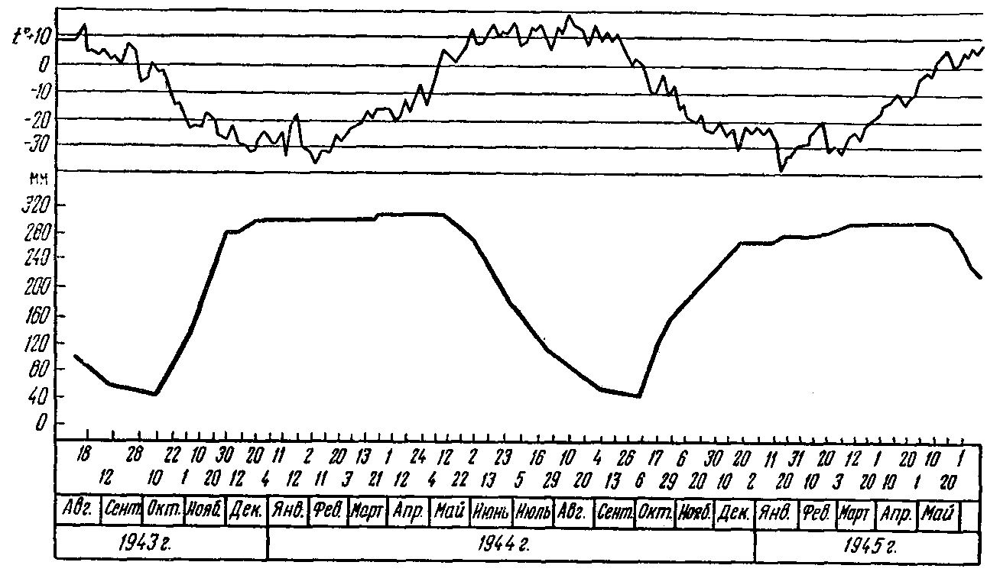 t°+10
0
-10
-20
-30
мм
320
280
240
200
160
120
80
40
0
18 28 22 10 30 20 11 2 20 13 1 24 12 2 23 16 10 4 26 17 6 30 20 11 31 20 12 1 20 10 1
12 10 1 20 12 4 12 11 3 21 12 4 22 13 5 29 20 13 6 29 20 10 2 20 10 3 20 10 1 20
Авг. Сент. Окт. Нояб. Дек. Янв. Фев. Март Апр. Май Июнь Июль Авг. Сент. Окт. Нояб. Дек. Янв. Фев. Март Апр. Май
1943 г. 1944 г. 1945 г.